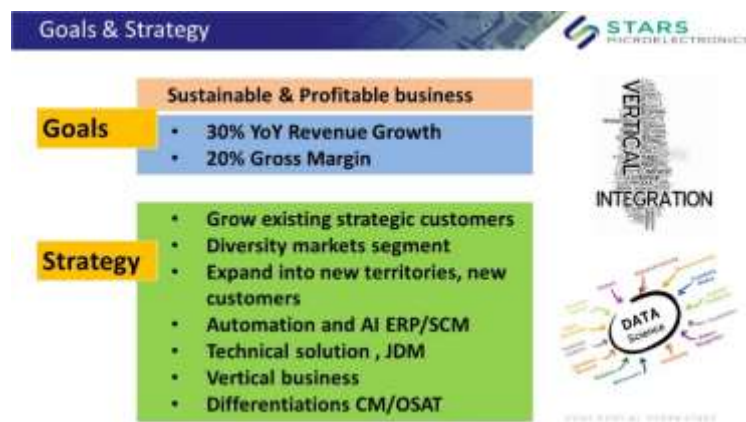 Goals & Strategy
STARS
MICROELECTRONICS
Sustainable & Profitable business
Goals
• 30% YoY Revenue Growth
• 20% Gross Margin
VERTICAL
INTEGRATION
Strategy
• Grow existing strategic customers
• Diversity markets segment
• Expand into new territories, new
customers
• Automation and AI ERP/SCM
• Technical solution , JDM
• Vertical business
• Differentiations CM/OSAT
DATA
Science